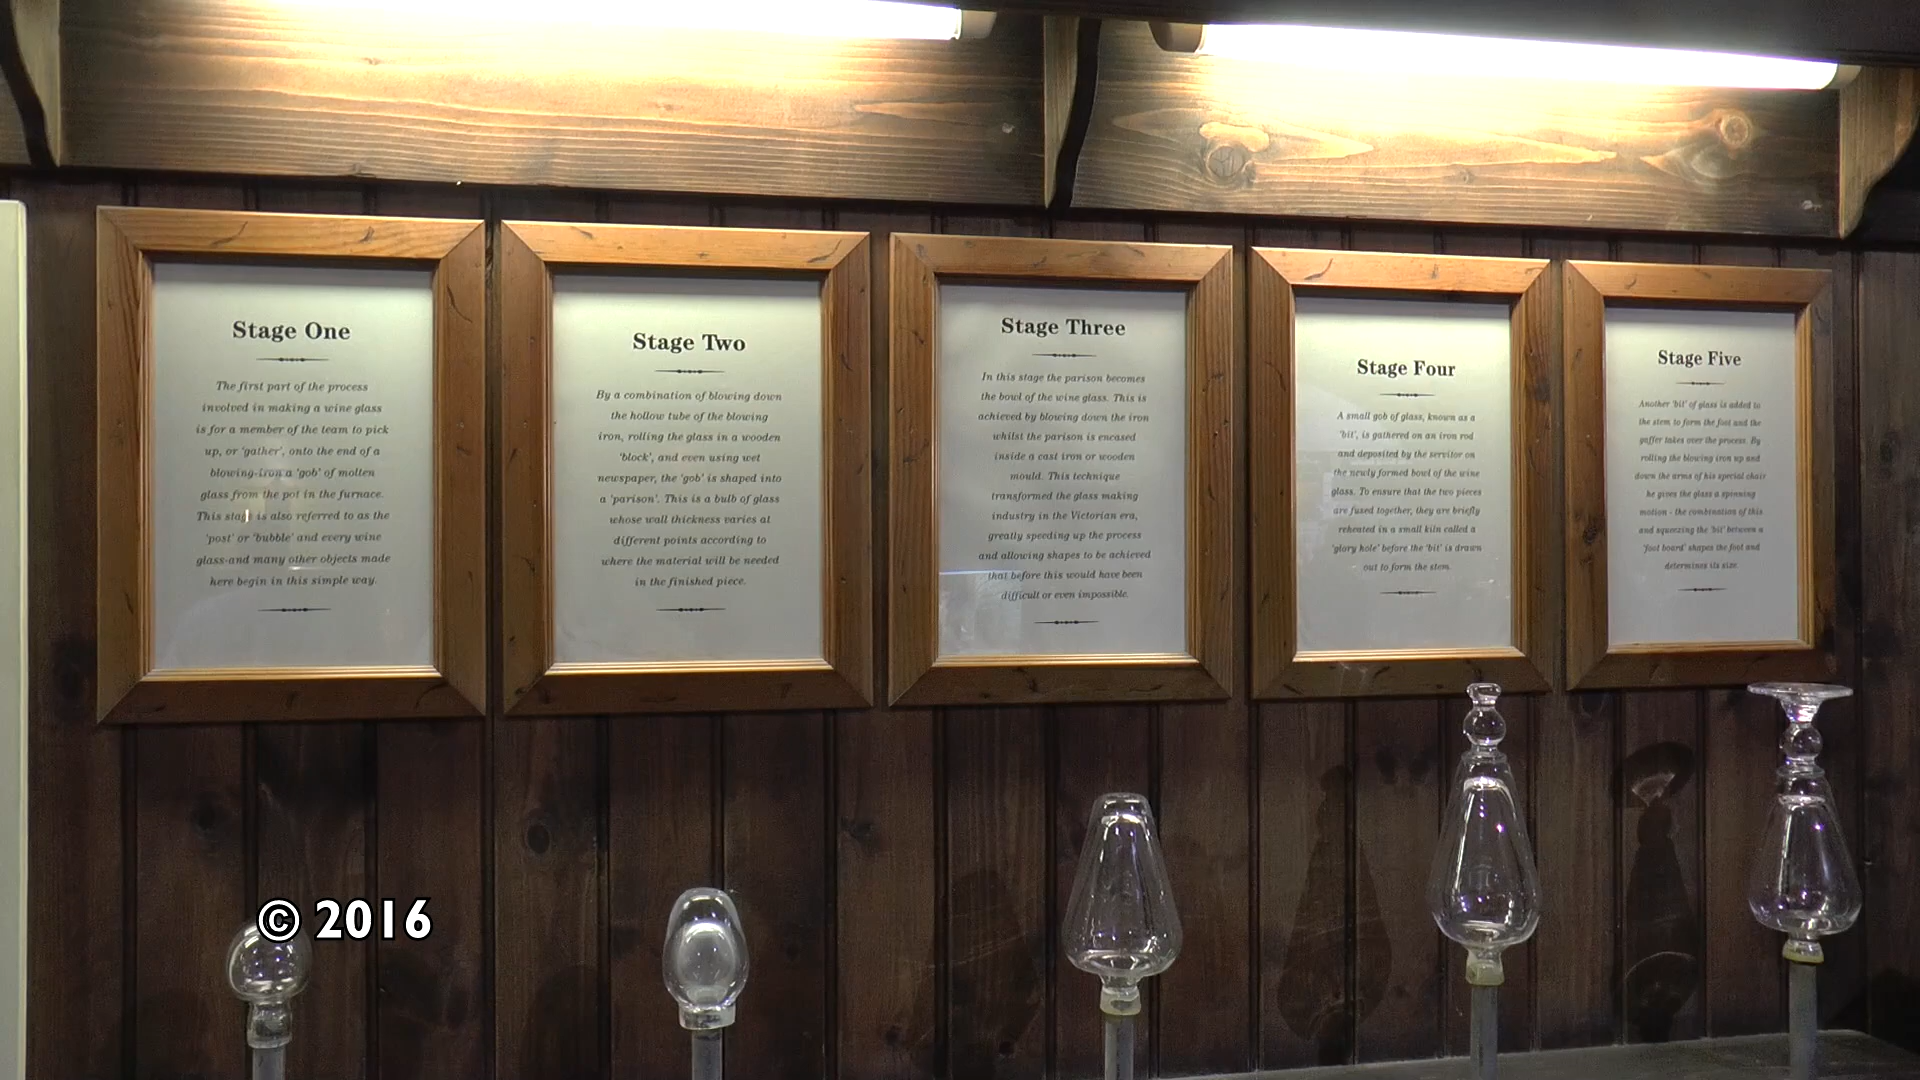 Stage One
The first part of the process
involved in making a wine glass
is for a member of the team to pick
up, or 'gather', onto the end of a
blowing-iron a 'gob' of molten
glass from the pot in the furnace.
This stage is also referred to as the
'post' or 'bubble' and every wine
glass-and many other objects made
here begin in this simple way.
Stage Two
By a combination of blowing down
the hollow tube of the blowing
iron, rolling the glass in a wooden
'block', and even using wet
newspaper, the 'gob' is shaped into
a 'parison'. This is a bulb of glass
whose wall thickness varies at
different points according to
where the material will be needed
in the finished piece.
Stage Three
In this stage the parison becomes
the bowl of the wine glass. This is
achieved by blowing down the iron
whilst the parison is encased
inside a cast iron or wooden
mould. This technique
transformed the glass making
industry in the Victorian era,
greatly speeding up the process
and allowing shapes to be achieved
that before this would have been
difficult or even impossible.
Stage Four
A small gob of glass, known as a
'bit', is gathered on an iron rod
and deposited by the servitor on
the newly formed bowl of the wine
glass. To ensure that the two pieces
are fused together, they are briefly
reheated in a small kiln called a
'glory hole' before the 'bit' is drawn
out to form the stem.
Stage Five
Another 'bit' of glass is added to
the stem to form the foot and the
gaffer takes over the process. By
rolling the blowing iron up and
down the arms of his special chair
he gives the glass a spinning
motion - the combination of this
and squeezing the 'bit' between a
'foot board' shapes the foot and
determines its size.
© 2016